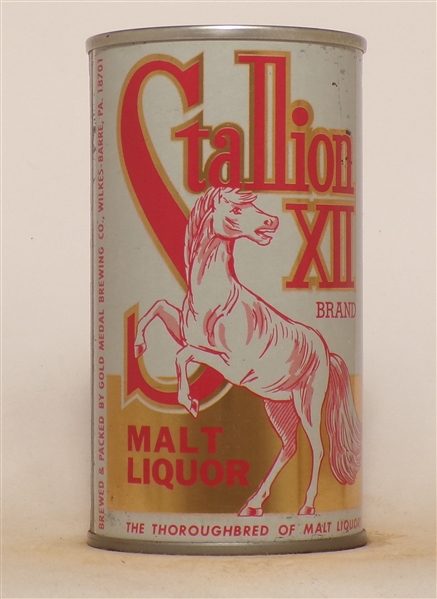 Stallion
XII
BRAND
MALT
LIQUOR
THE THOROUGHBRED OF MALT LIQUOR
BREWED & PACKED BY GOLD MEDAL BREWING CO., WILKES-BARRE, PA. 18701